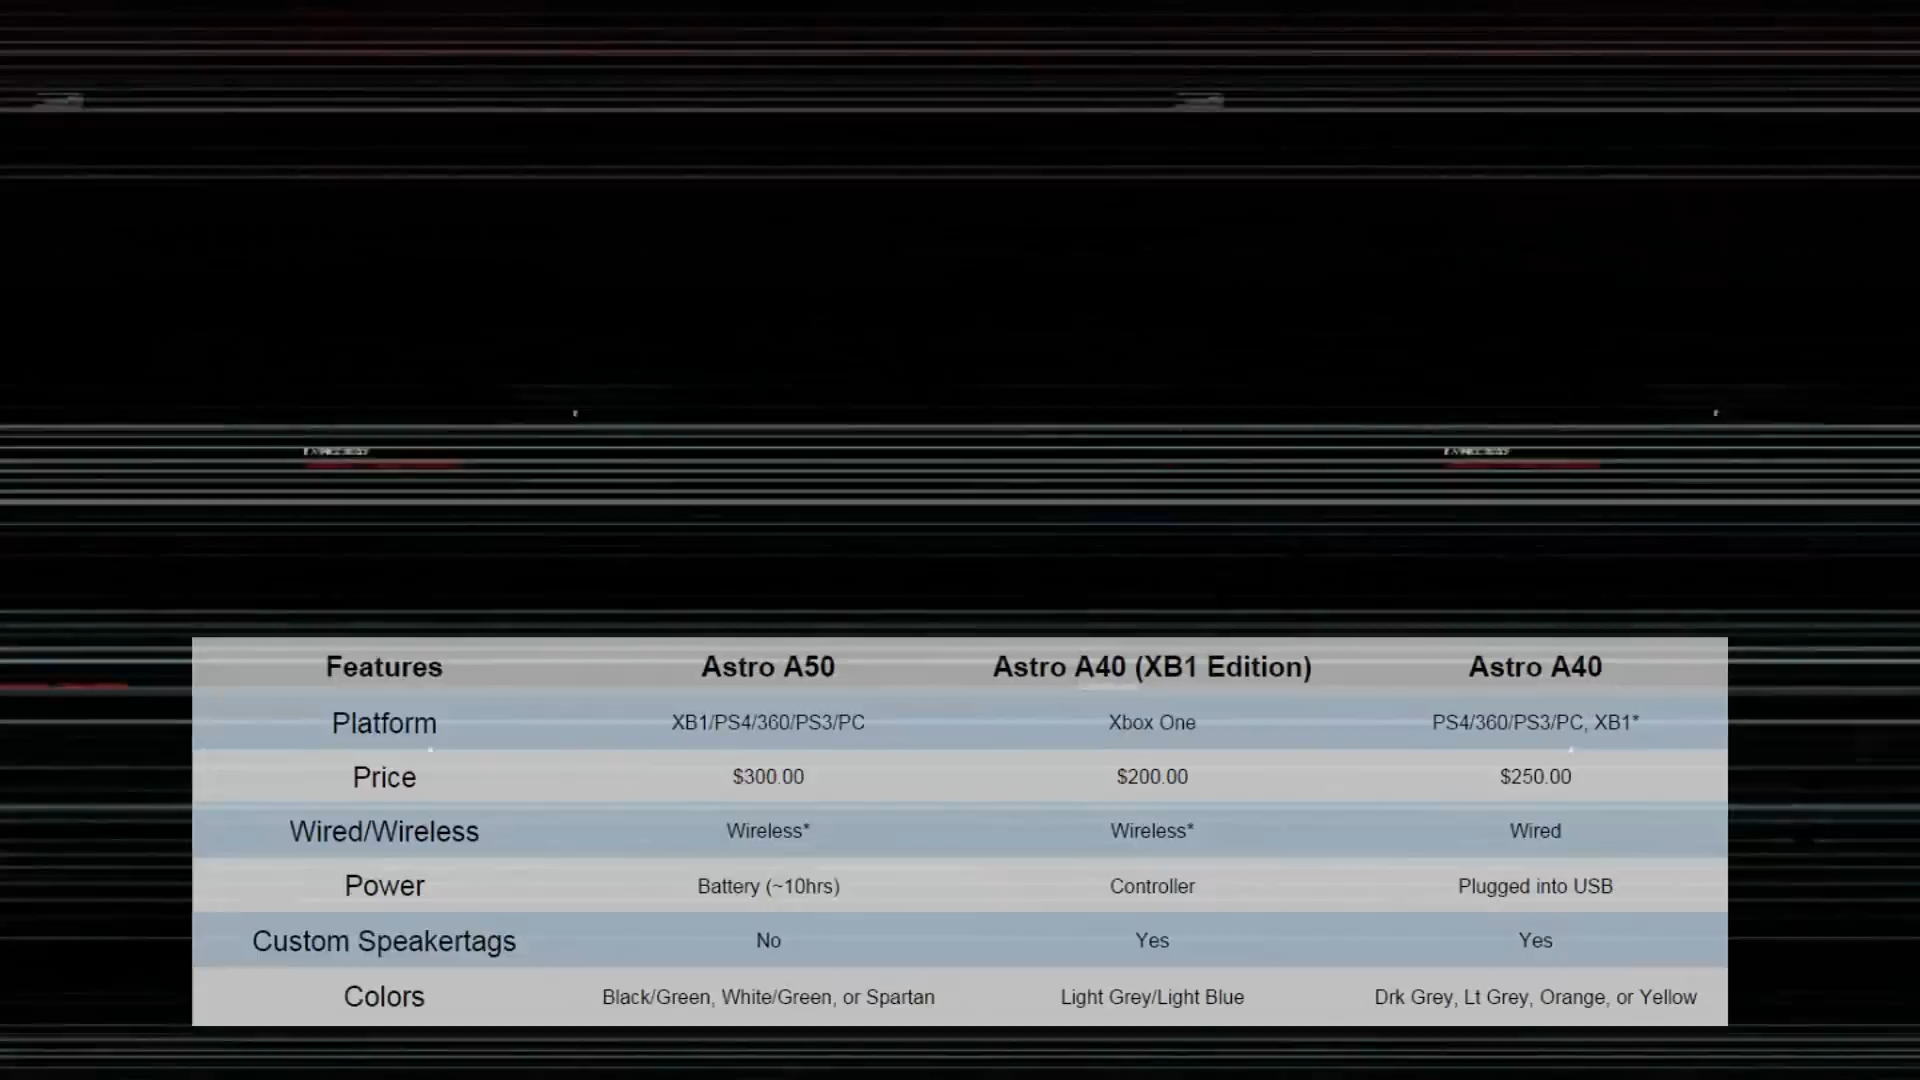 Features Astro A50 Astro A40 (XB1 Edition) Astro A40
Platform XB1/PS4/360/PS3/PC Xbox One PS4/360/PS3/PC, XB1*
Price $300.00 $200.00 $250.00
Wired/Wireless Wireless* Wireless* Wired
Power Battery (~10hrs) Controller Plugged into USB
Custom Speakertags No Yes Yes
Colors Black/Green, White/Green, or Spartan Light Grey/Light Blue Drk Grey, Lt Grey, Orange, or Yellow